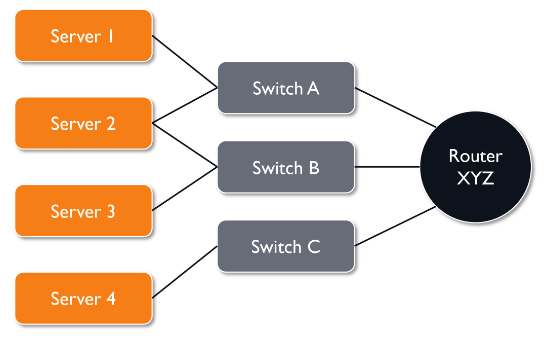 Server 1
Server 2
Server 3
Server 4
Switch A
Switch B
Switch C
Router
XYZ